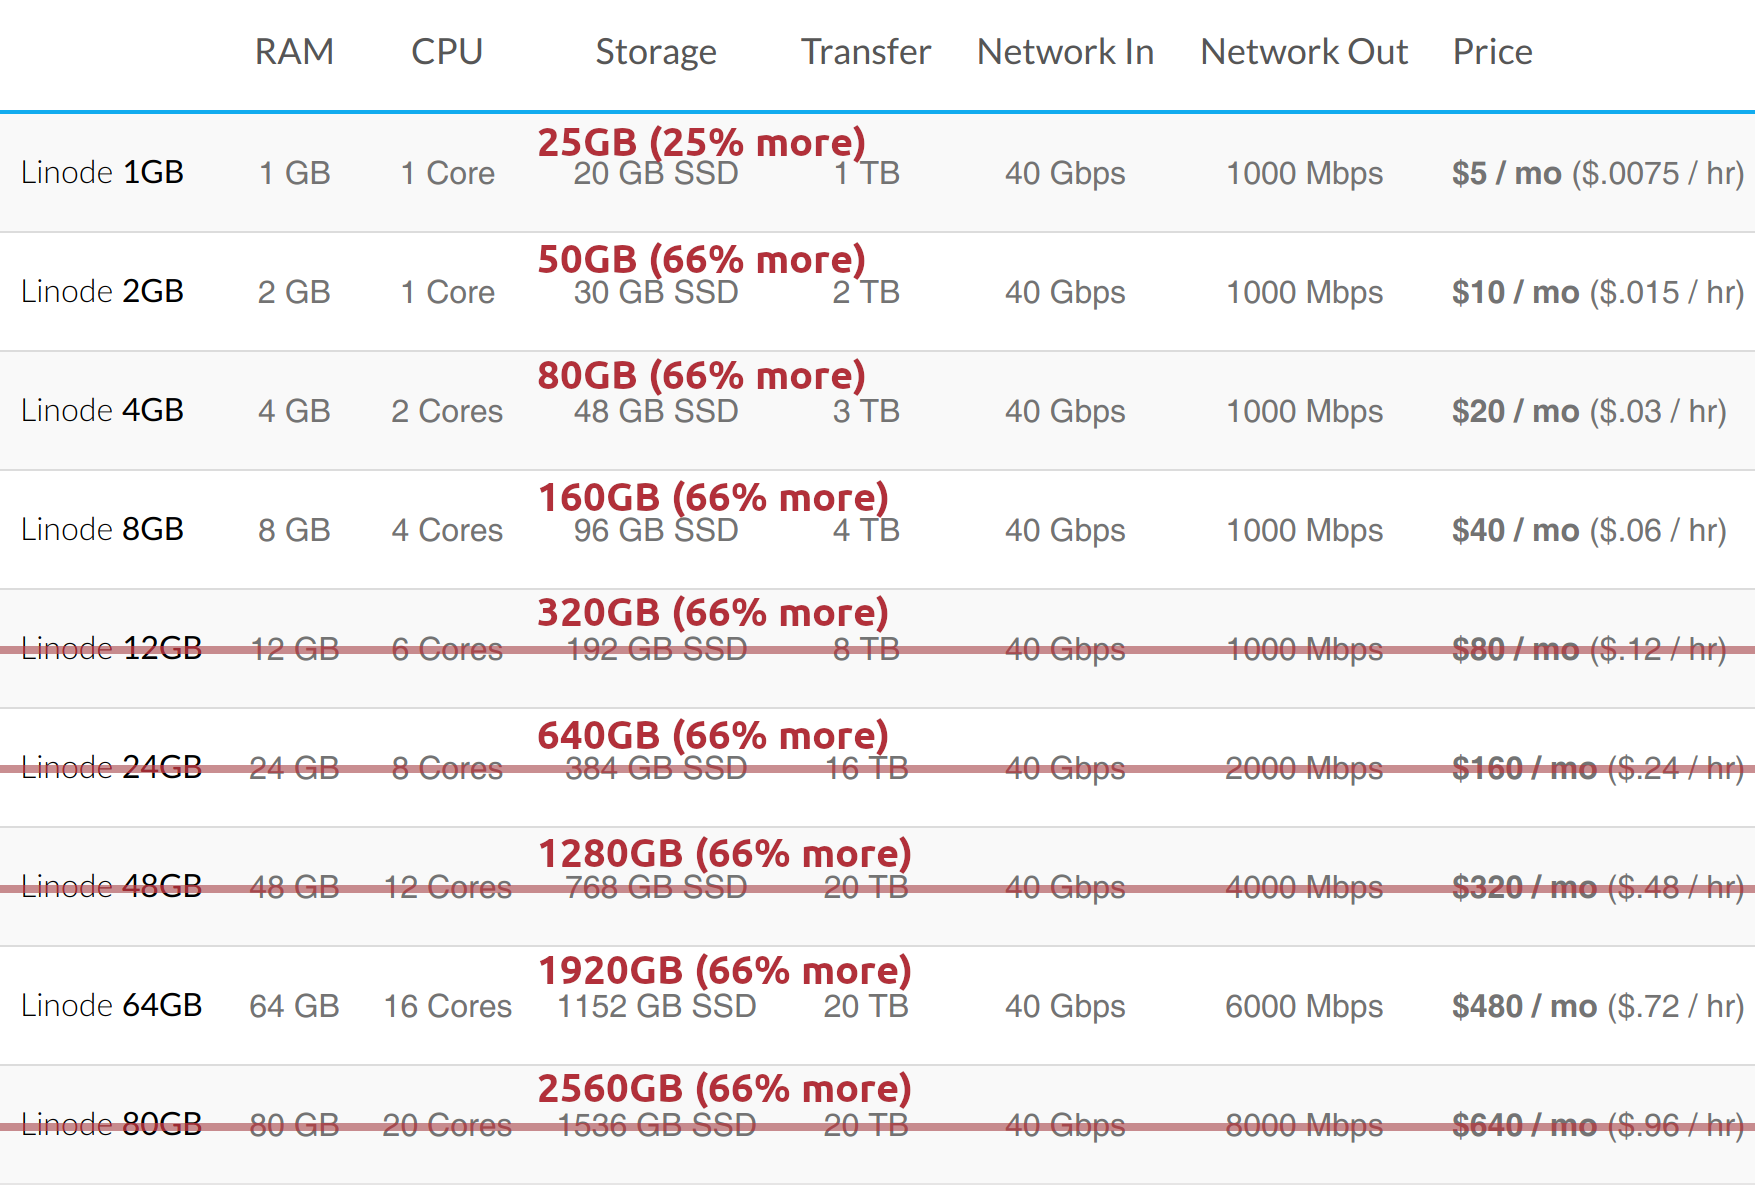 RAM CPU Storage Transfer Network In Network Out Price
25GB (25% more)
Linode 1GB 1 GB 1 Core 20 GB SSD 1 TB 40 Gbps 1000 Mbps $5 / mo ($.0075 / hr)
50GB (66% more)
Linode 2GB 2 GB 1 Core 30 GB SSD 2 TB 40 Gbps 1000 Mbps $10 / mo ($.015 / hr)
80GB (66% more)
Linode 4GB 4 GB 2 Cores 48 GB SSD 3 TB 40 Gbps 1000 Mbps $20 / mo ($.03 / hr)
160GB (66% more)
Linode 8GB 8 GB 4 Cores 96 GB SSD 4 TB 40 Gbps 1000 Mbps $40 / mo ($.06 / hr)
320GB (66% more)
Linode 12GB 12 GB 6 Cores 192 GB SSD 8 TB 40 Gbps 1000 Mbps $80 / mo ($.12 / hr)
640GB (66% more)
Linode 24GB 24 GB 8 Cores 384 GB SSD 16 TB 40 Gbps 2000 Mbps $160 / mo ($.24 / hr)
1280GB (66% more)
Linode 48GB 48 GB 12 Cores 768 GB SSD 20 TB 40 Gbps 4000 Mbps $320 / mo ($.48 / hr)
1920GB (66% more)
Linode 64GB 64 GB 16 Cores 1152 GB SSD 20 TB 40 Gbps 6000 Mbps $480 / mo ($.72 / hr)
2560GB (66% more)
Linode 80GB 80 GB 20 Cores 1536 GB SSD 20 TB 40 Gbps 8000 Mbps $640 / mo ($.96 / hr)